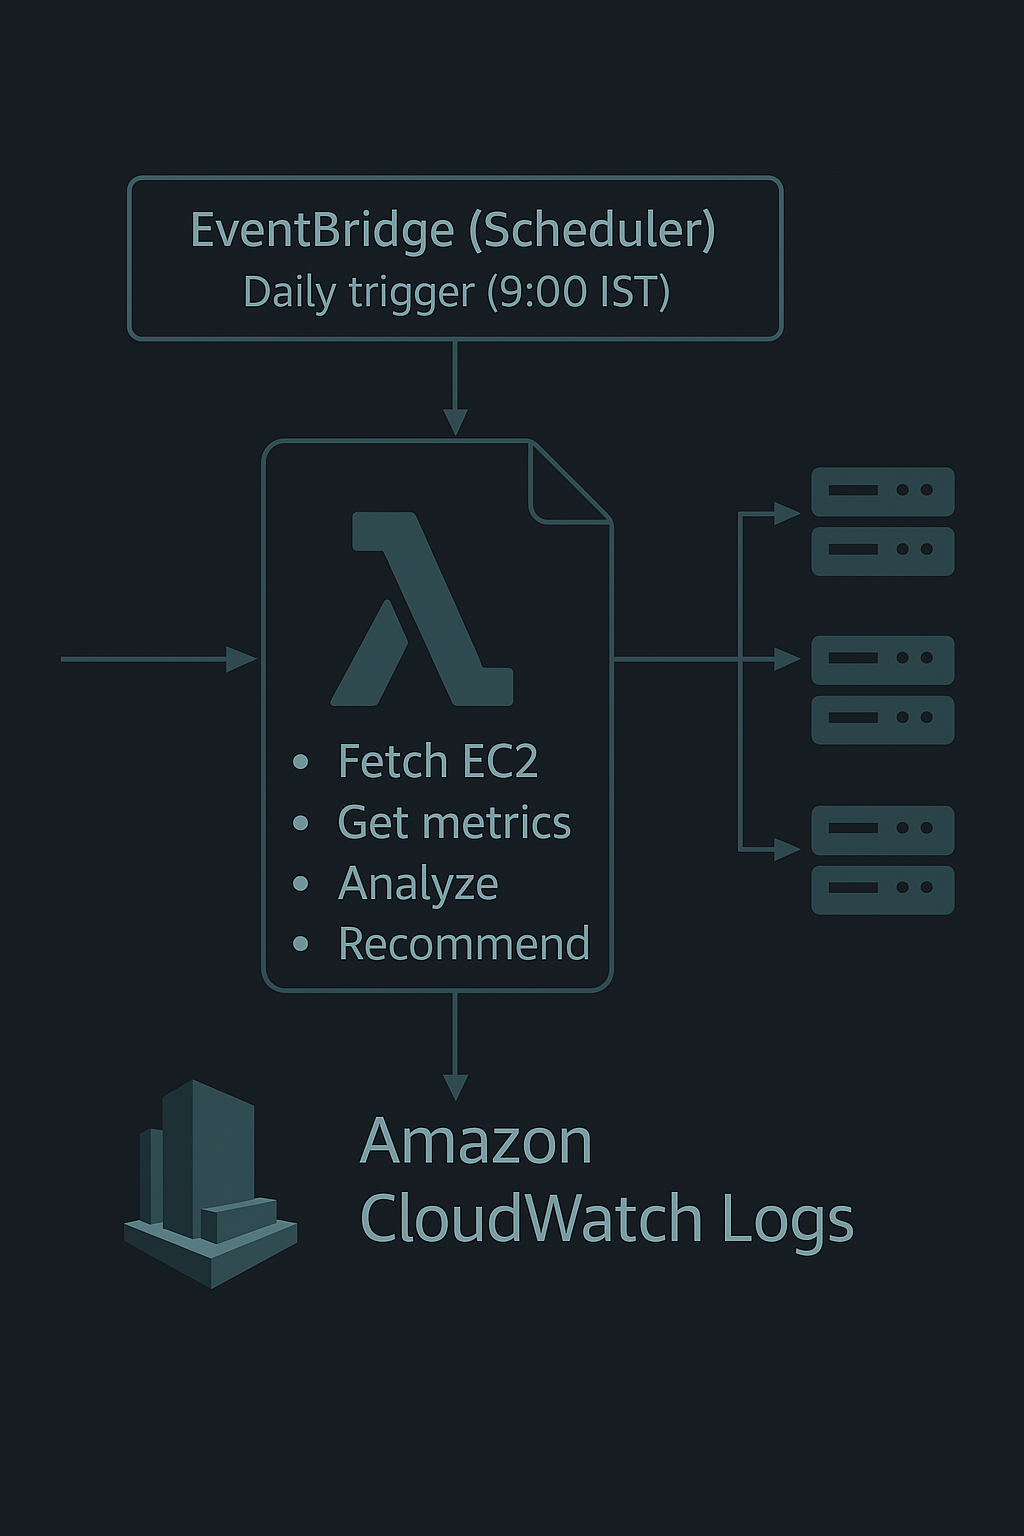 EventBridge (Scheduler)
Daily trigger (9:00 IST)
• Fetch EC2
• Get metrics
• Analyze
• Recommend
Amazon
CloudWatch Logs